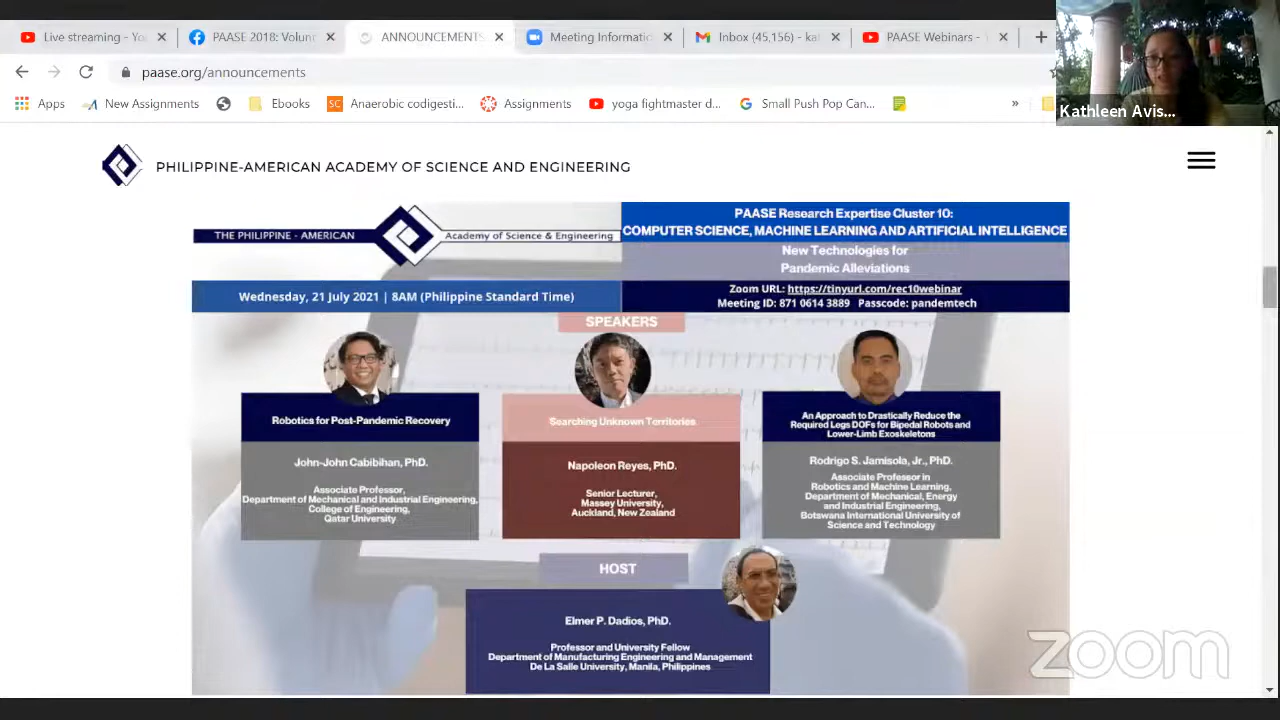 Live streaming - Yo
PAASE 2018: Volun
ANNOUNCEMENTS
Meeting Informatic
Inbox (45,156) - kat
PAASE Webinars - Y
paase.org/announcements
Apps
New Assignments
Ebooks
SC
Anaerobic codigesti...
Assignments
yoga fightmaster d...
Small Push Pop Can...
»
Kathleen Avis...
PHILIPPINE-AMERICAN ACADEMY OF SCIENCE AND ENGINEERING
THE PHILIPPINE - AMERICAN
Academy of Science & Engineering
PAASE Research Expertise Cluster 10:
COMPUTER SCIENCE, MACHINE LEARNING AND ARTIFICIAL INTELLIGENCE
New Technologies for
Pandemic Alleviations
Wednesday, 21 July 2021 | 8AM (Philippine Standard Time)
Zoom URL: https://tinyurl.com/rec10webinar
Meeting ID: 871 0614 3889 Passcode: pandemtech
SPEAKERS
Robotics for Post-Pandemic Recovery
John-John Cabibihan, PhD.
Associate Professor,
Department of Mechanical and Industrial Engineering,
College of Engineering,
Qatar University
Searching Unknown Territories
Napoleon Reyes, PhD.
Senior Lecturer,
Massey University,
Auckland, New Zealand
An Approach to Drastically Reduce the
Required Legs DOFs for Bipedal Robots and
Lower-Limb Exoskeletons
Rodrigo S. Jamisola, Jr., PhD.
Associate Professor in
Robotics and Machine Learning,
Department of Mechanical, Energy
and Industrial Engineering,
Botswana International University of
Science and Technology
HOST
Elmer P. Dadios, PhD.
Professor and University Fellow
Department of Manufacturing Engineering and Management
De La Salle University, Manila, Philippines
zoom